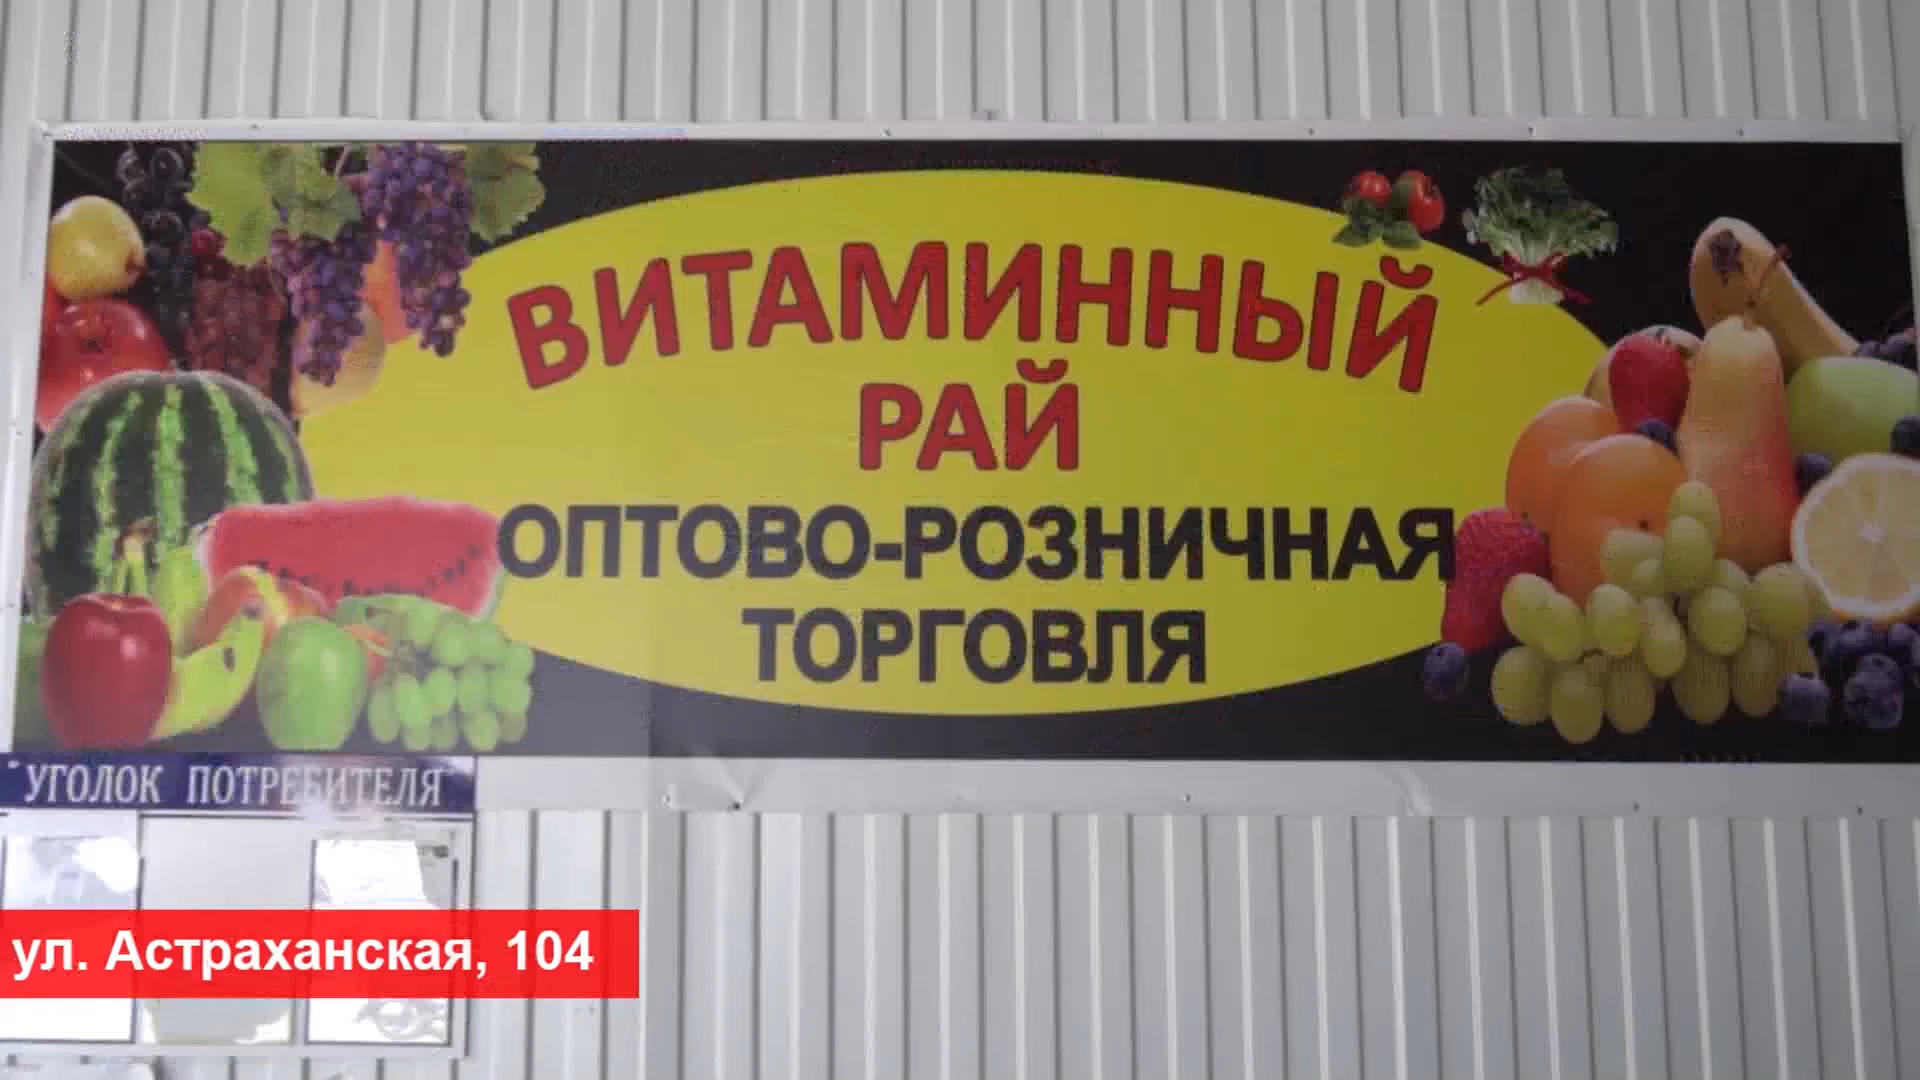 ВИТАМИННЫЙ
РАЙ
ОПТОВО-РОЗНИЧНАЯ
ТОРГОВЛЯ
"УГОЛОК ПОТРЕБИТЕЛЯ"
ул. Астраханская, 104